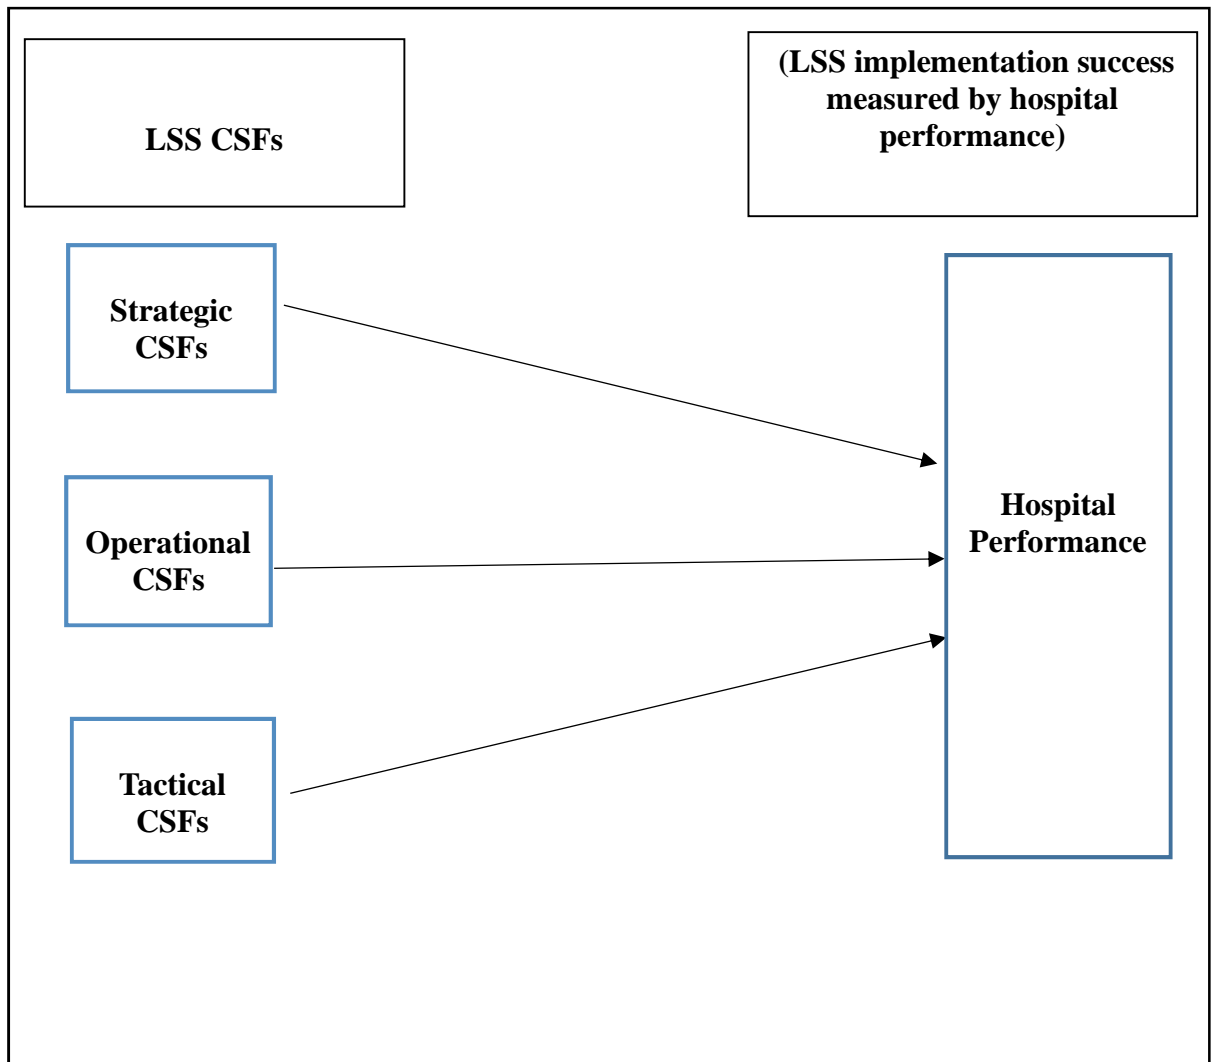 LSS CSFs
(LSS implementation success
measured by hospital
performance)
Strategic
CSFs
Operational
CSFs
Tactical
CSFs
Hospital
Performance